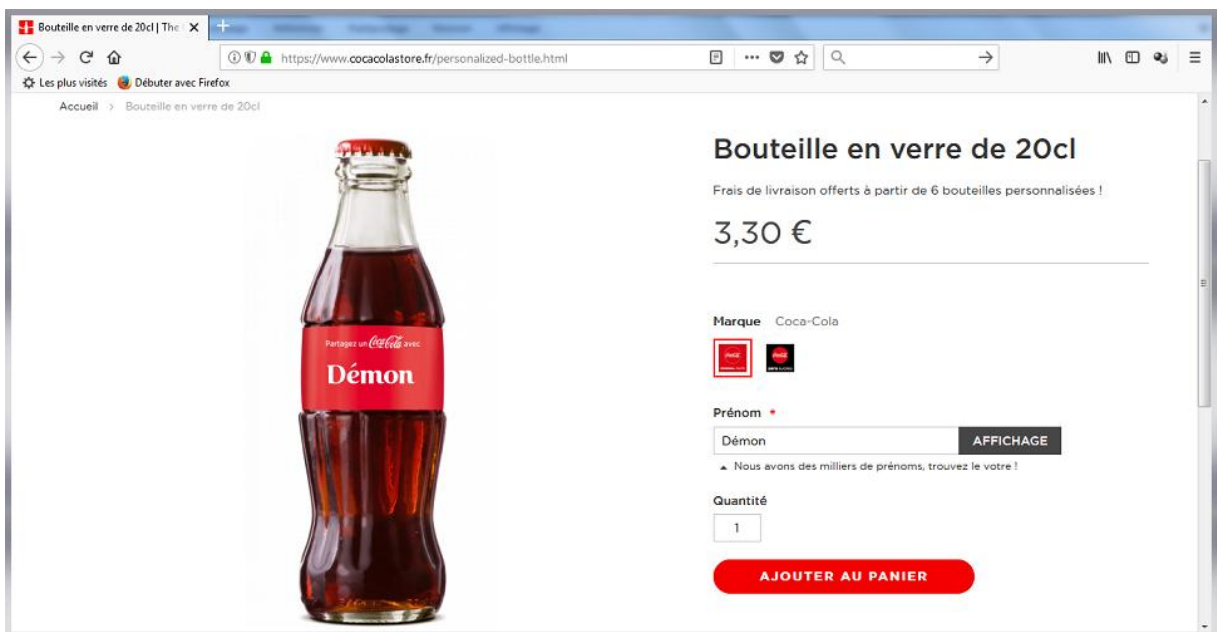 Bouteille en verre de 20cl | The
https://www.cocacolastore.fr/personalized-bottle.html
Les plus visités Débuter avec Firefox
Accueil > Bouteille en verre de 20cl
Bouteille en verre de 20cl
Frais de livraison offerts à partir de 6 bouteilles personnalisées !
3,30 €
Marque Coca-Cola
Partagez un Coca-Cola avec
Démon
Prénom *
Démon AFFICHAGE
Nous avons des milliers de prénoms, trouvez le votre !
Quantité
1
AJOUTER AU PANIER